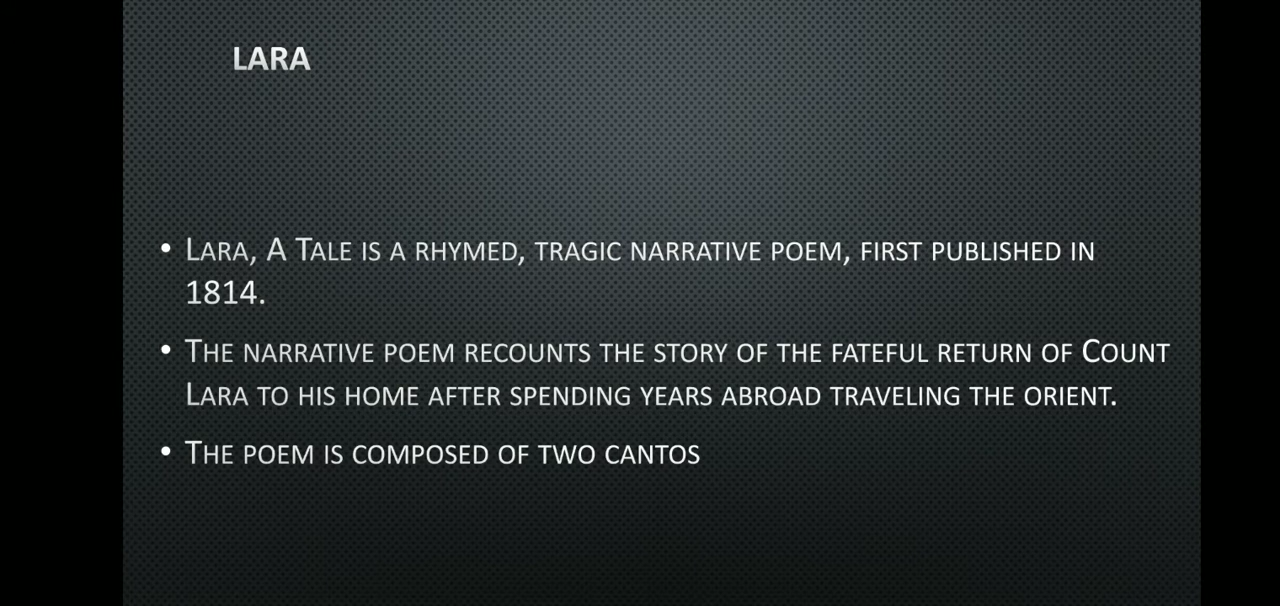 LARA
• LARA, A TALE IS A RHYMED, TRAGIC NARRATIVE POEM, FIRST PUBLISHED IN
1814.
• THE NARRATIVE POEM RECOUNTS THE STORY OF THE FATEFUL RETURN OF COUNT
LARA TO HIS HOME AFTER SPENDING YEARS ABROAD TRAVELING THE ORIENT.
• THE POEM IS COMPOSED OF TWO CANTOS